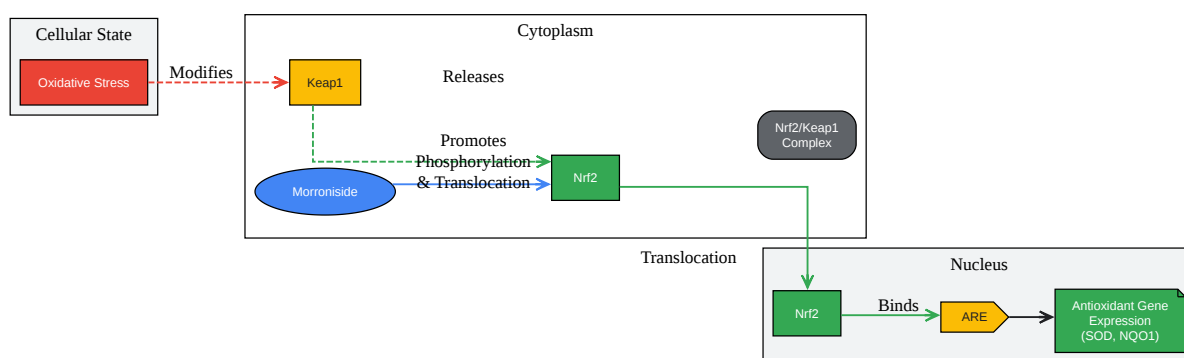 Cellular State
Oxidative Stress
Modifies
Cytoplasm
Keap1
Releases
Nrf2/Keap1
Complex
Promotes
Phosphorylation
& Translocation
Morroniside
Nrf2
Translocation
Nucleus
Nrf2
Binds
ARE
Antioxidant Gene
Expression
(SOD, NQO1)